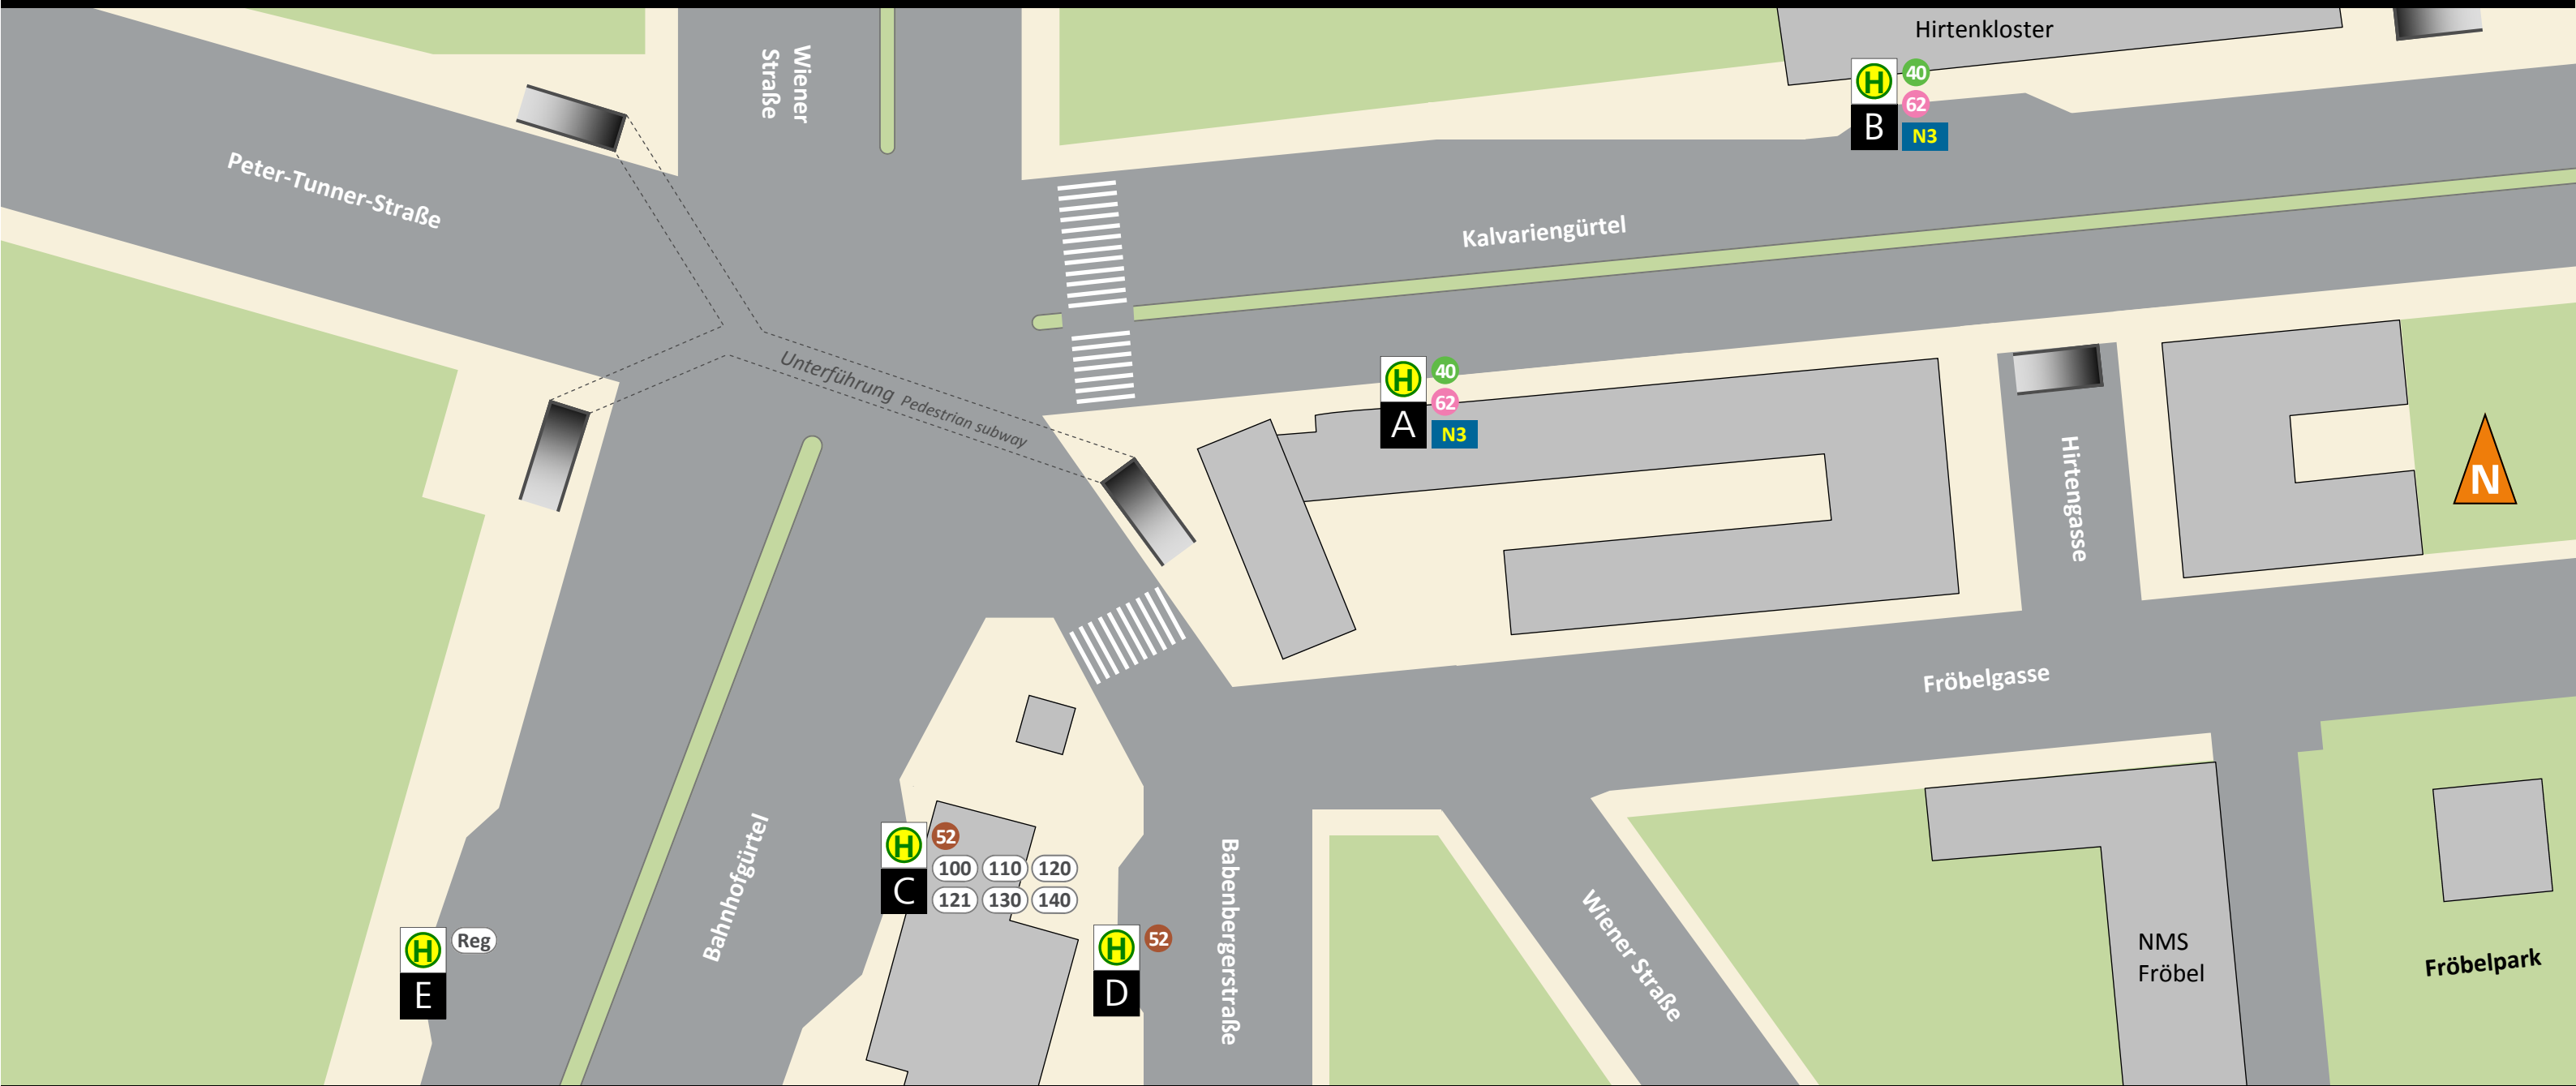 Hirtenkloster
Wiener
Straße
H
B
40
62
N3
Peter-Tunner-Straße
Kalvariengürtel
Unterführung Pedestrian subway
H
A
40
62
N3
Hirtengasse
N
Fröbelgasse
H
C
52
100 110 120
121 130 140
Bahnhofgürtel
H
D
52
Babenbergerstraße
Wiener Straße
H
E
Reg
NMS
Fröbel
Fröbelpark